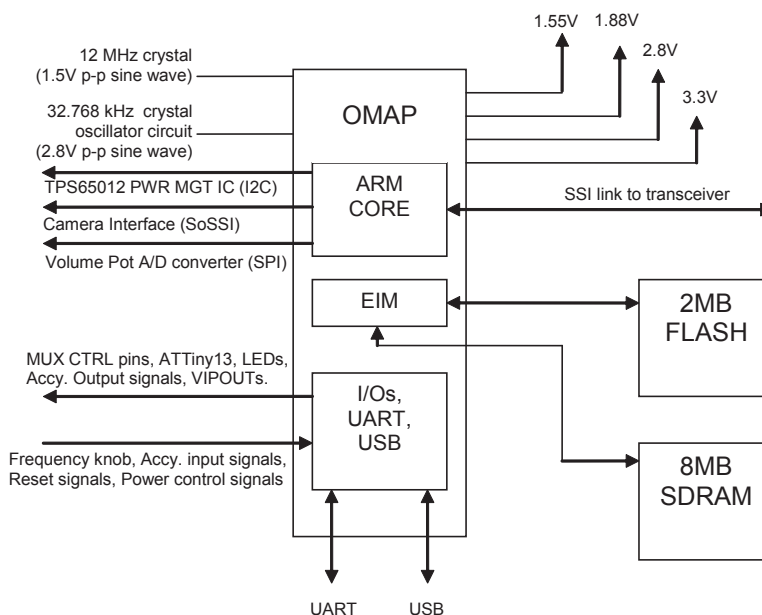 1.55V
1.88V
2.8V
3.3V
12 MHz crystal
(1.5V p-p sine wave)
32.768 kHz crystal
oscillator circuit
(2.8V p-p sine wave)
OMAP
TPS65012 PWR MGT IC (I2C)
Camera Interface (SoSSI)
Volume Pot A/D converter (SPI)
ARM
CORE
SSI link to transceiver
EIM
2MB
FLASH
MUX CTRL pins, ATTiny13, LEDs,
Accy. Output signals, VIPOUTs.
I/Os,
UART,
USB
Frequency knob, Accy. input signals,
Reset signals, Power control signals
8MB
SDRAM
UART
USB